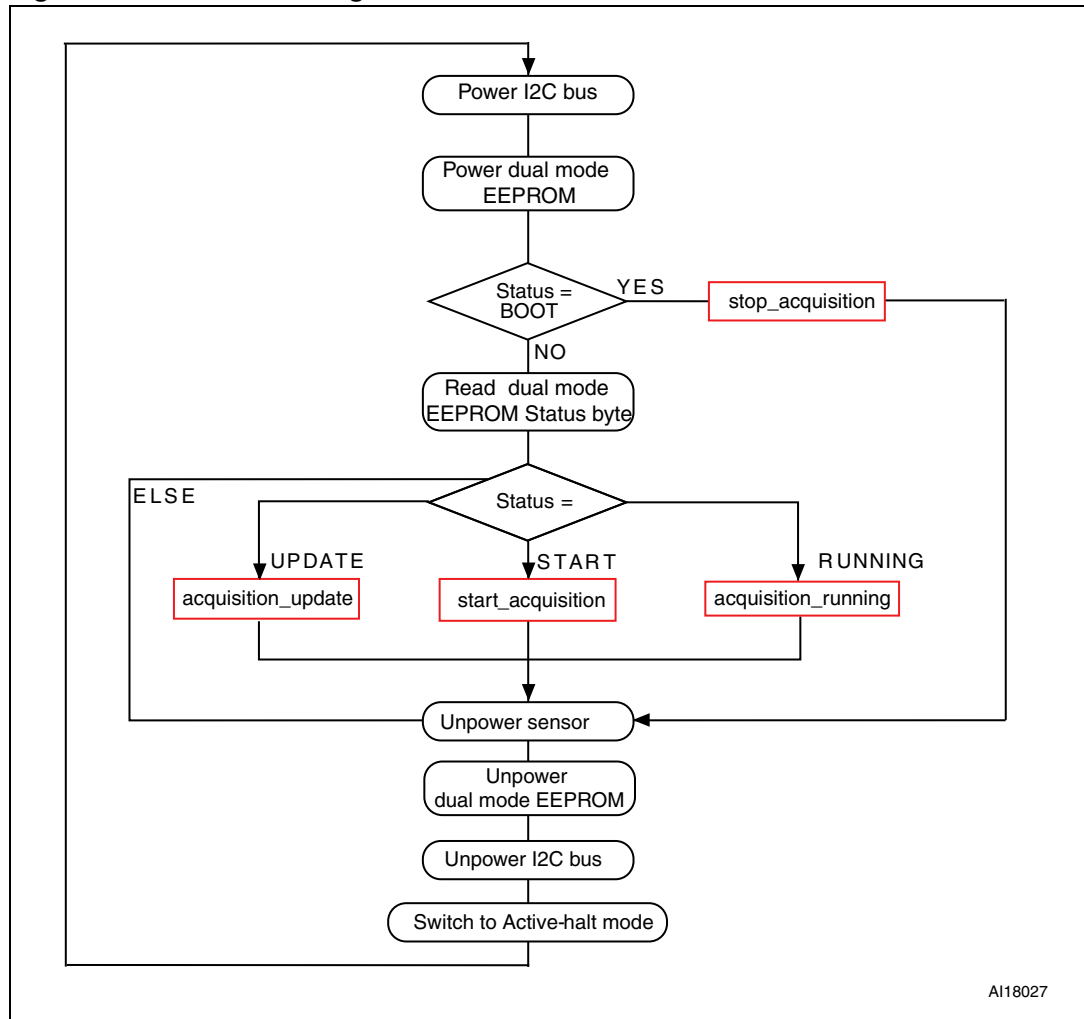 Power I2C bus
Power dual mode
EEPROM
Status =
BOOT
YES
stop_acquisition
NO
Read dual mode
EEPROM Status byte
ELSE
Status =
UPDATE
START
RUNNING
acquisition_update
start_acquisition
acquisition_running
Unpower sensor
Unpower
dual mode EEPROM
Unpower I2C bus
Switch to Active-halt mode
AI18027